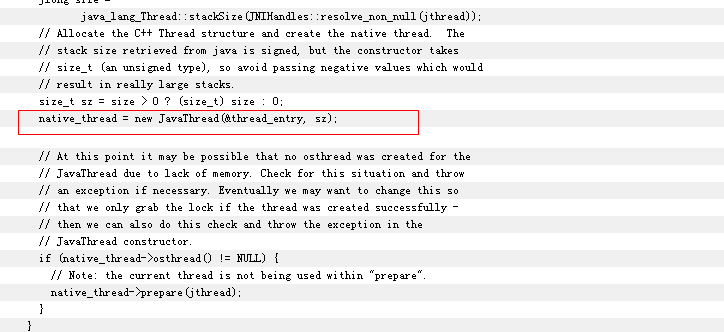 jlong size =
java_lang_Thread::stackSize(JNIHandles::resolve_non_null(jthread));
// Allocate the C++ Thread structure and create the native thread.  The
// stack size retrieved from java is signed, but the constructor takes
// size_t (an unsigned type), so avoid passing negative values which would
// result in really large stacks.
size_t sz = size > 0 ? (size_t) size : 0;
native_thread = new JavaThread(&thread_entry, sz);
// At this point it may be possible that no osthread was created for the
// JavaThread due to lack of memory. Check for this situation and throw
// an exception if necessary. Eventually we may want to change this so
// that we only grab the lock if the thread was created successfully -
// then we can also do this check and throw the exception in the
// JavaThread constructor.
if (native_thread->osthread() != NULL) {
// Note: the current thread is not being used within "prepare".
native_thread->prepare(jthread);
}
}